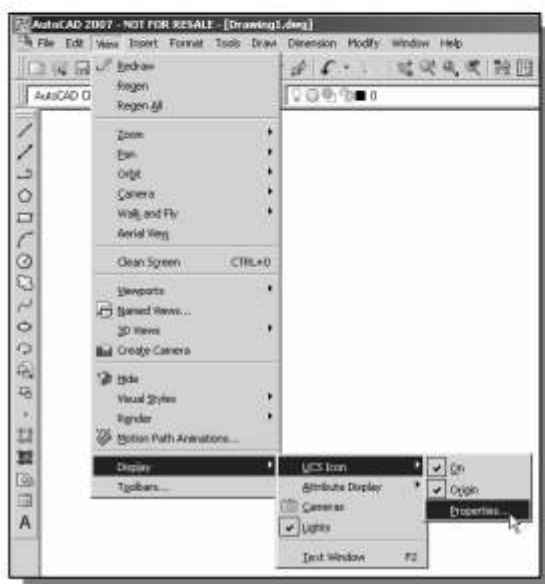 AutoCAD 2007 - NOT FOR RESALE - [Drawing1.dwg]
File Edit View Insert Format Tools Draw Dimension Modify Window Help
AutoCAD Cl
0
Redraw
Regen
Regen All
Zoom
Pan
Orbit
Camera
Walk and Fly
Aerial View
Clean Screen CTRL+0
Viewports
Named Views...
3D Views
Create Camera
Hide
Visual Styles
Render
Motion Path Animations...
Display
Toolbars...
UCS Icon
Attribute Display
Cameras
Lights
Text Window F2
On
Origin
Properties...
A